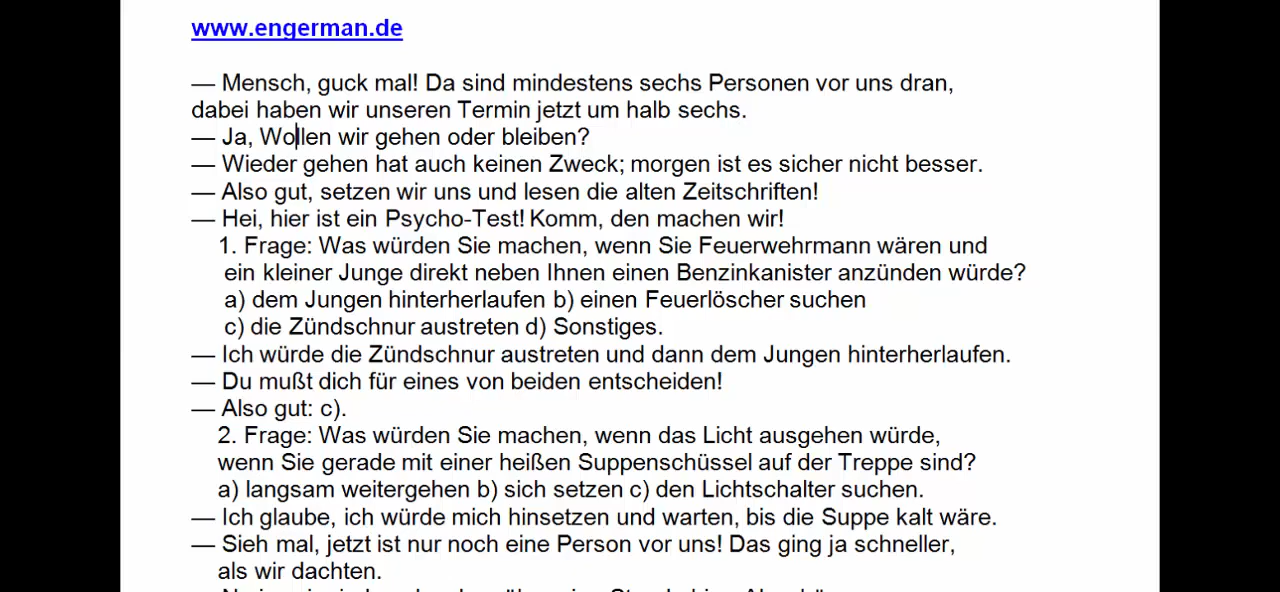 www.engerman.de
— Mensch, guck mal! Da sind mindestens sechs Personen vor uns dran,
dabei haben wir unseren Termin jetzt um halb sechs.
— Ja, Wollen wir gehen oder bleiben?
— Wieder gehen hat auch keinen Zweck; morgen ist es sicher nicht besser.
— Also gut, setzen wir uns und lesen die alten Zeitschriften!
— Hei, hier ist ein Psycho-Test! Komm, den machen wir!
1. Frage: Was würden Sie machen, wenn Sie Feuerwehrmann wären und
ein kleiner Junge direkt neben Ihnen einen Benzinkanister anzünden würde?
a) dem Jungen hinterherlaufen b) einen Feuerlöscher suchen
c) die Zündschnur austreten d) Sonstiges.
— Ich würde die Zündschnur austreten und dann dem Jungen hinterherlaufen.
— Du mußt dich für eines von beiden entscheiden!
— Also gut: c).
2. Frage: Was würden Sie machen, wenn das Licht ausgehen würde,
wenn Sie gerade mit einer heißen Suppenschüssel auf der Treppe sind?
a) langsam weitergehen b) sich setzen c) den Lichtschalter suchen.
— Ich glaube, ich würde mich hinsetzen und warten, bis die Suppe kalt wäre.
— Sieh mal, jetzt ist nur noch eine Person vor uns! Das ging ja schneller,
als wir dachten.